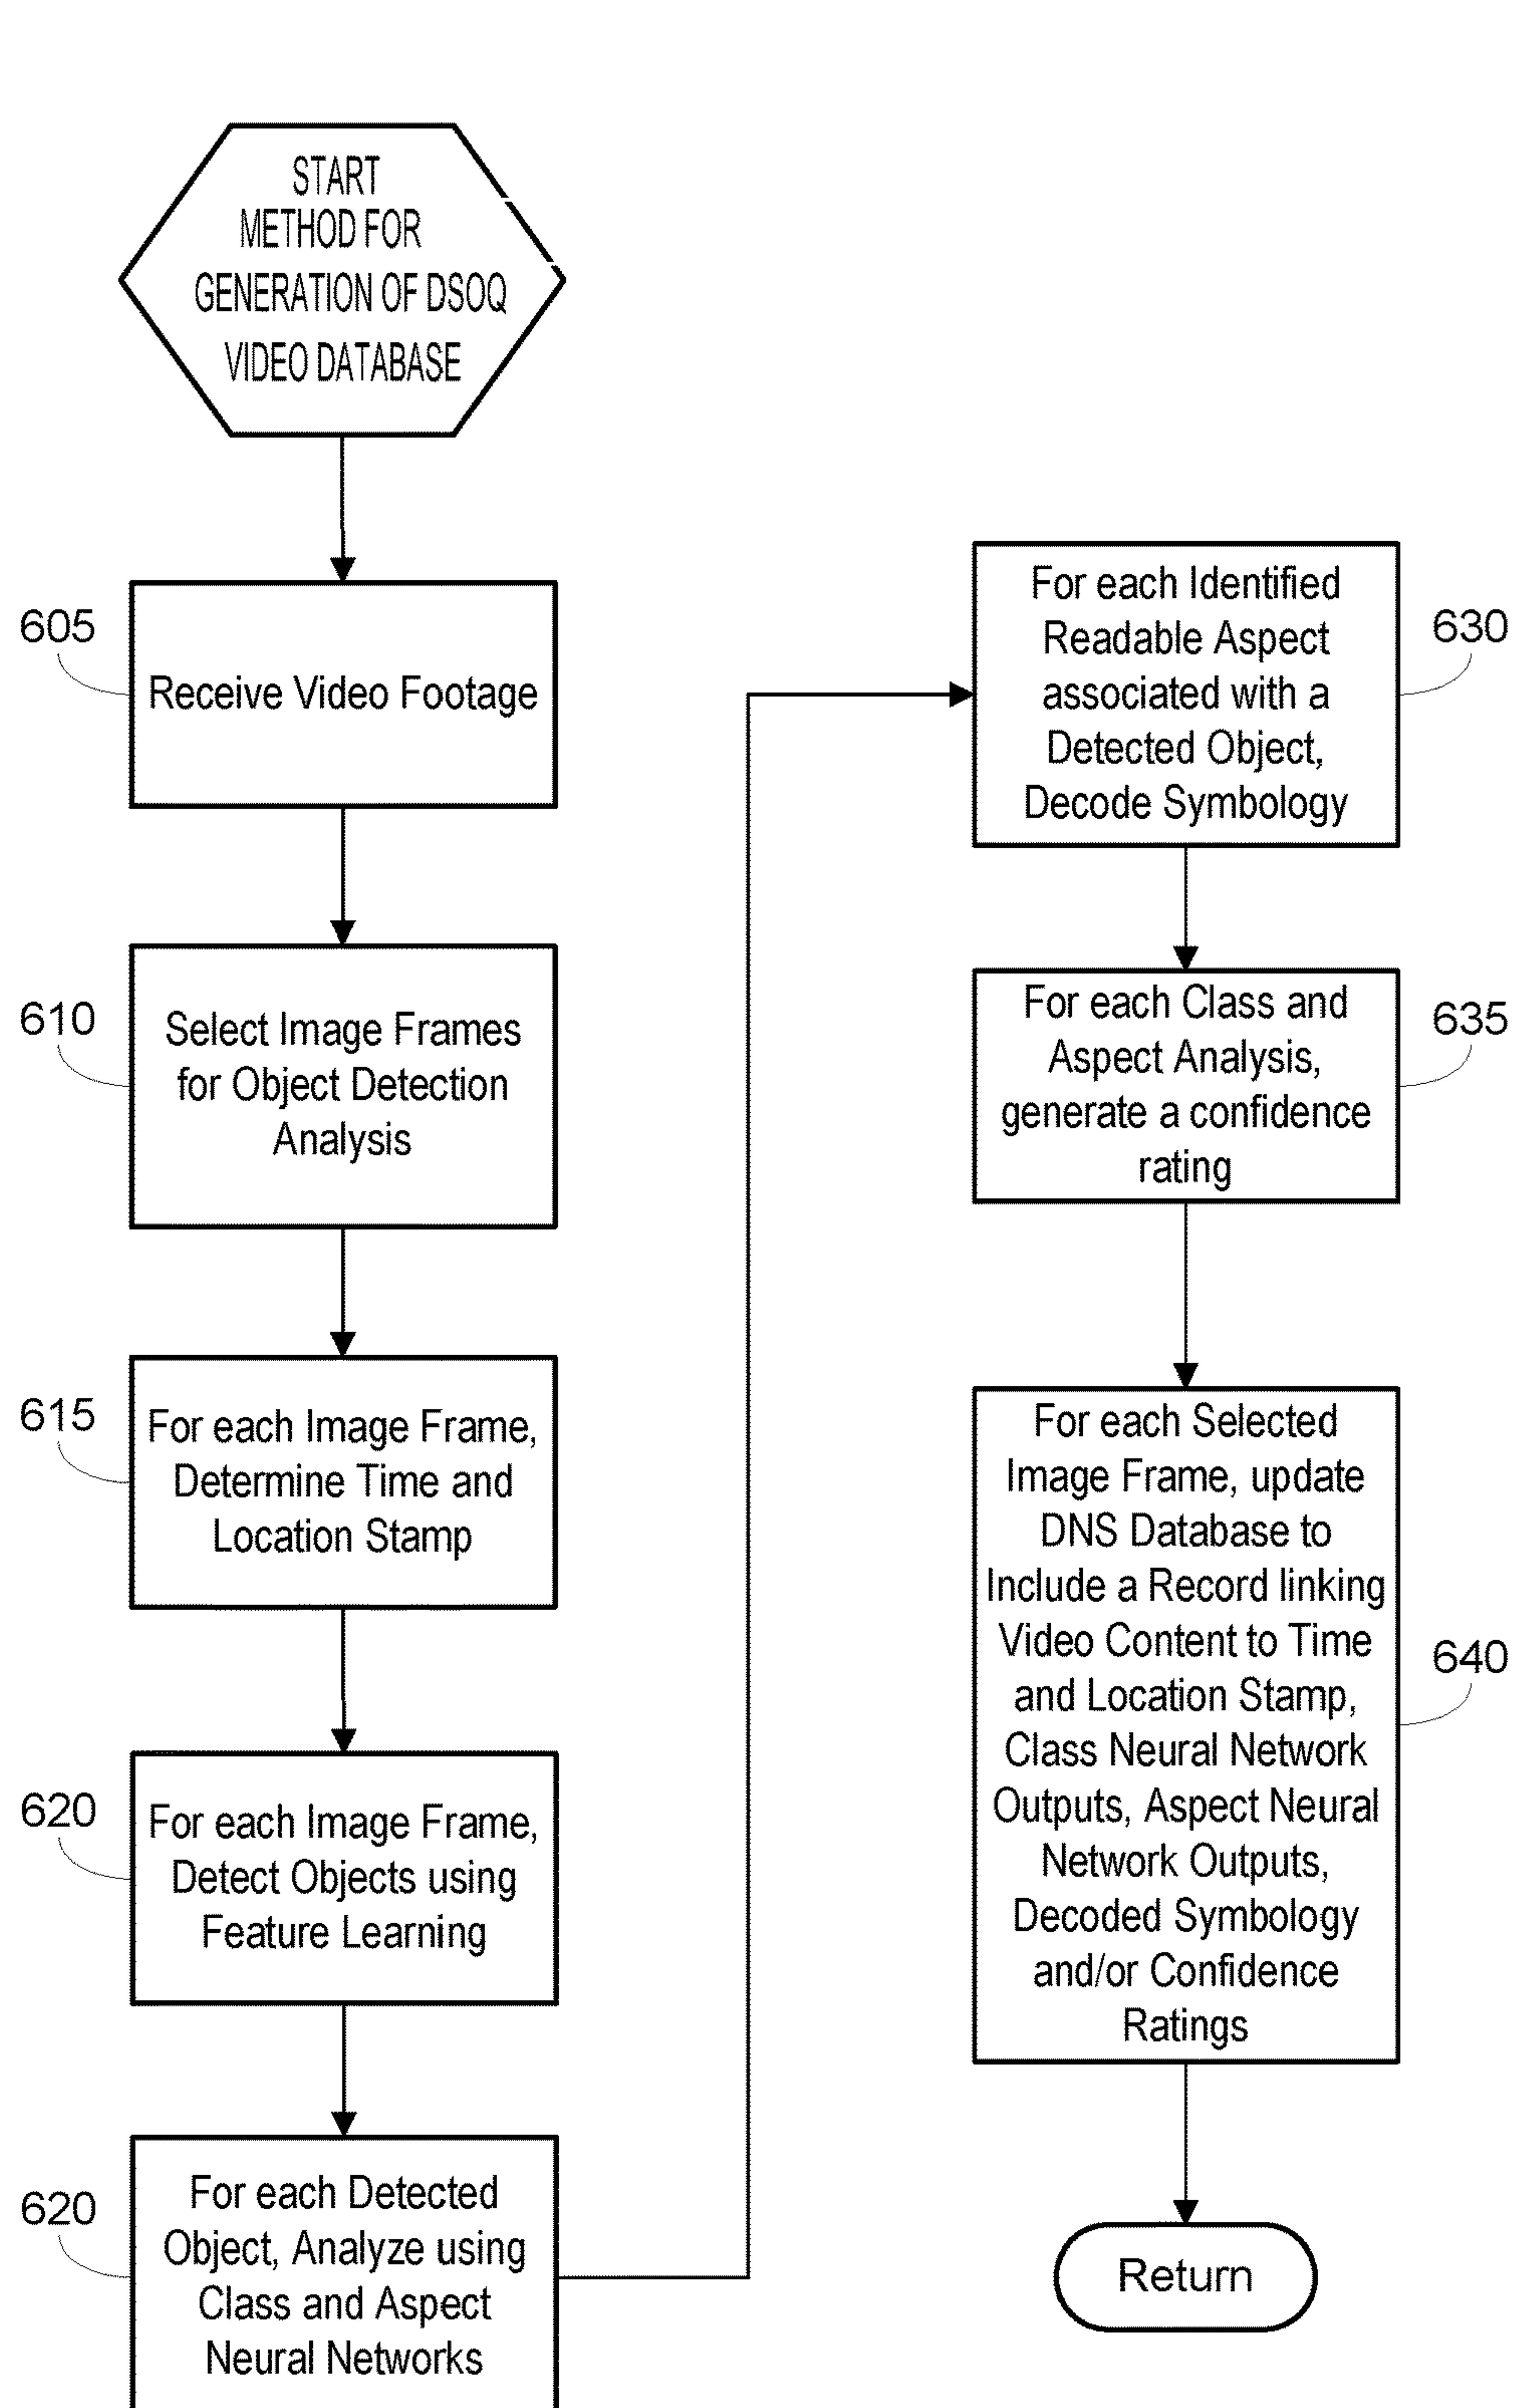 START
METHOD FOR
GENERATION OF DSOQ
VIDEO DATABASE
605
Receive Video Footage
610
Select Image Frames
for Object Detection
Analysis
615
For each Image Frame,
Determine Time and
Location Stamp
620
For each Image Frame,
Detect Objects using
Feature Learning
620
For each Detected
Object, Analyze using
Class and Aspect
Neural Networks
For each Identified
Readable Aspect
associated with a
Detected Object,
Decode Symbology
630
For each Class and
Aspect Analysis,
generate a confidence
rating
635
For each Selected
Image Frame, update
DNS Database to
Include a Record linking
Video Content to Time
and Location Stamp,
Class Neural Network
Outputs, Aspect Neural
Network Outputs,
Decoded Symbology
and/or Confidence
Ratings
640
Return